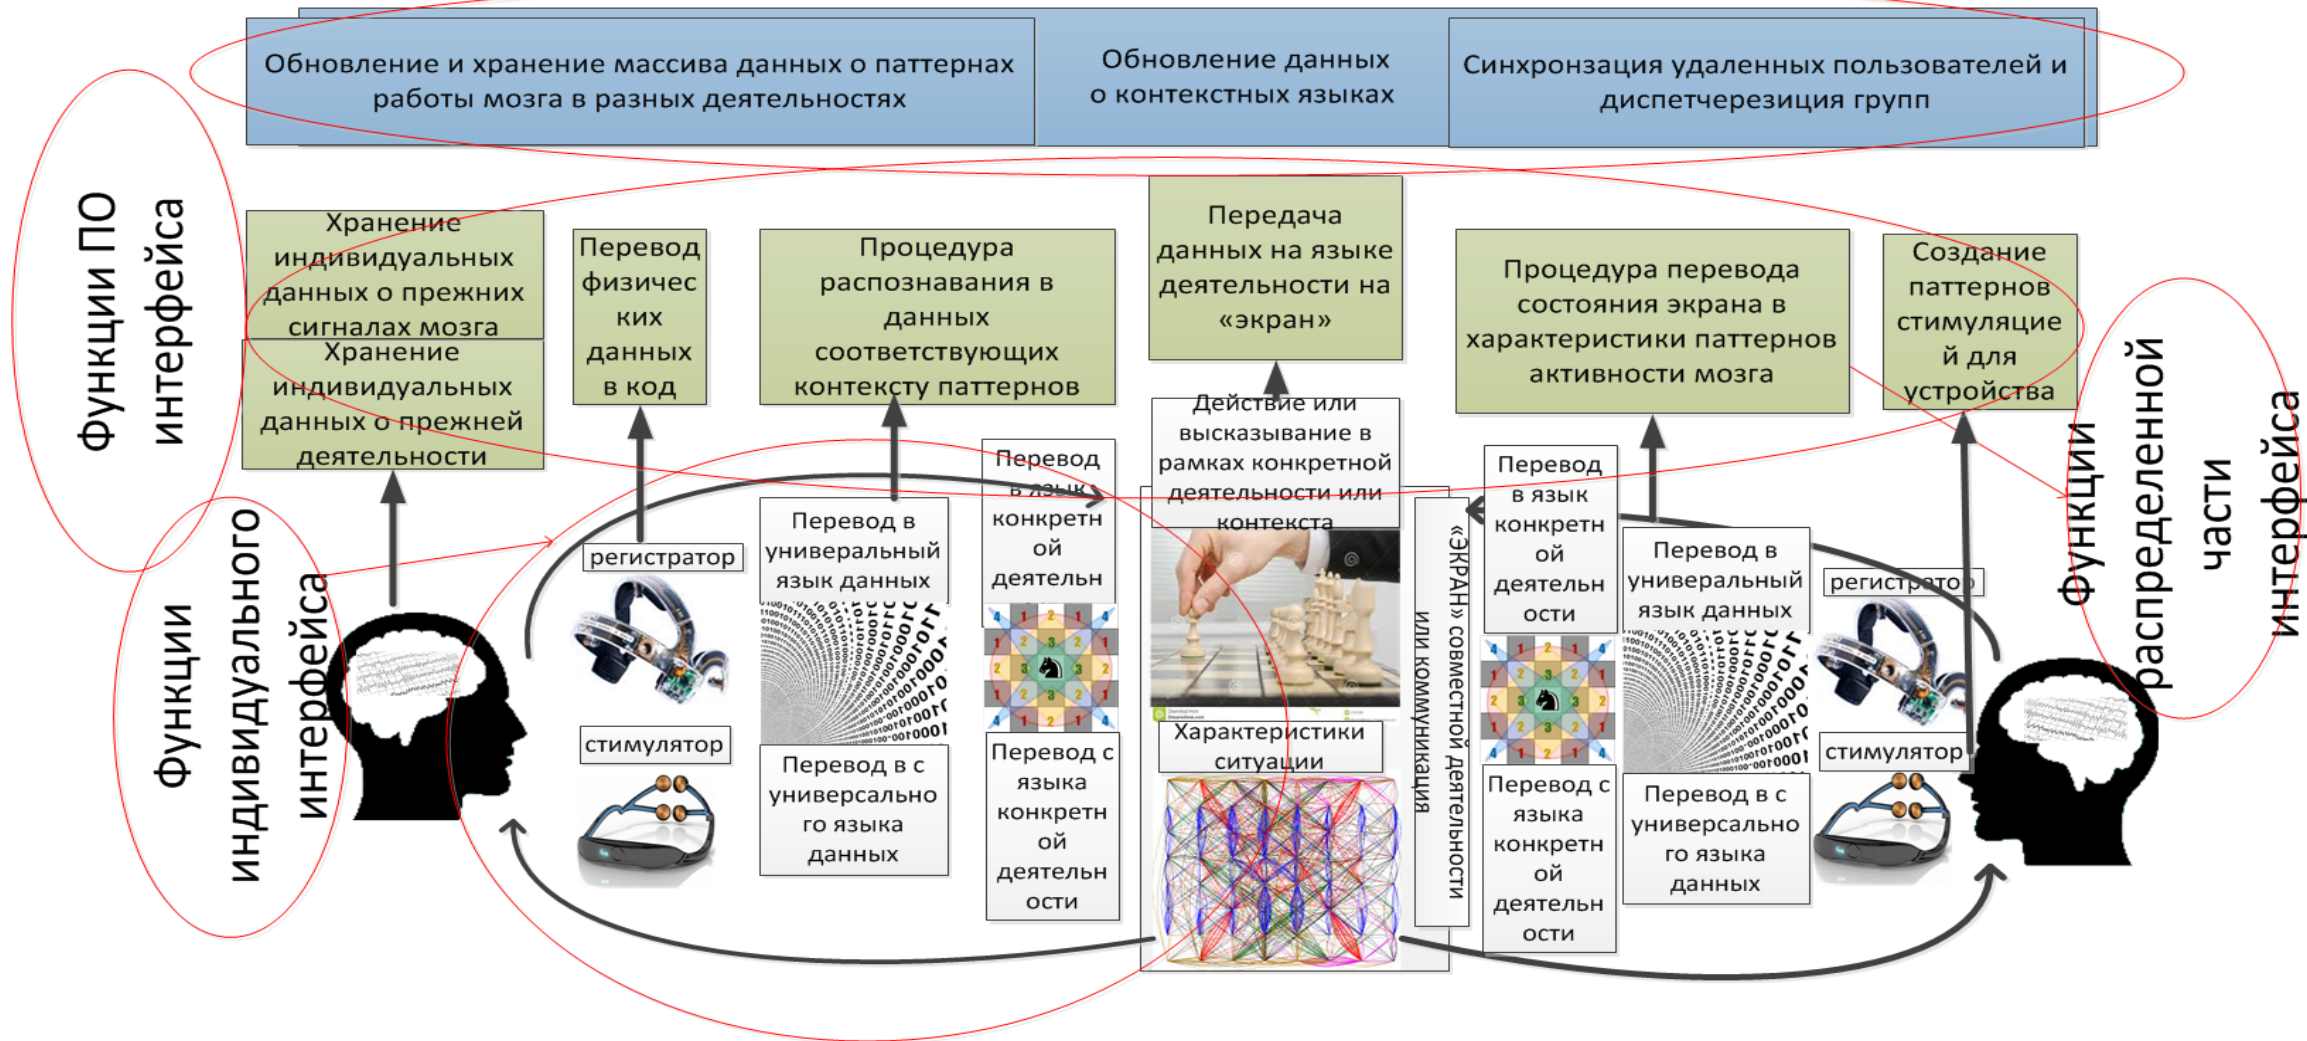 Обновление и хранение массива данных о паттернах
работы мозга в разных деятельностях
Обновление данных
о контекстных языках
Синхронзация удаленных пользователей и
диспетчерезиция групп
Функции ПО
интерфейса
Хранение
индивидуальных
данных о прежних
сигналах мозга
Хранение
индивидуальных
данных о прежней
деятельности
Перевод
физичес
ких
данных
в код
Процедура
распознавания в
данных
соответствующих
контексту паттернов
Передача
данных на языке
деятельности на
«экран»
Процедура перевода
состояния экрана в
характеристики паттернов
активности мозга
Создание
паттернов
стимуляцие
й для
устройства
Функции
распределенной
части
интерфейса
Функции
индивидуального
интерфейса
регистратор
стимулятор
Перевод в
универальный
язык данных
Перевод в с
универсально
го языка
данных
Перевод
в язык
конкретн
ой
деятельн
Перевод с
языка
конкретн
ой
деятельн
ости
Действие или
высказывание в
рамках конкретной
деятельности или
контекста
Характеристики
ситуации
«ЭКРАН» совместной деятельности
или коммуникация
Перевод
в язык
конкретн
ой
деятельн
ости
Перевод с
языка
конкретн
ой
деятельн
ости
Перевод в
универальный
язык данных
Перевод в с
универсально
го языка
данных
регистратор
стимулятор